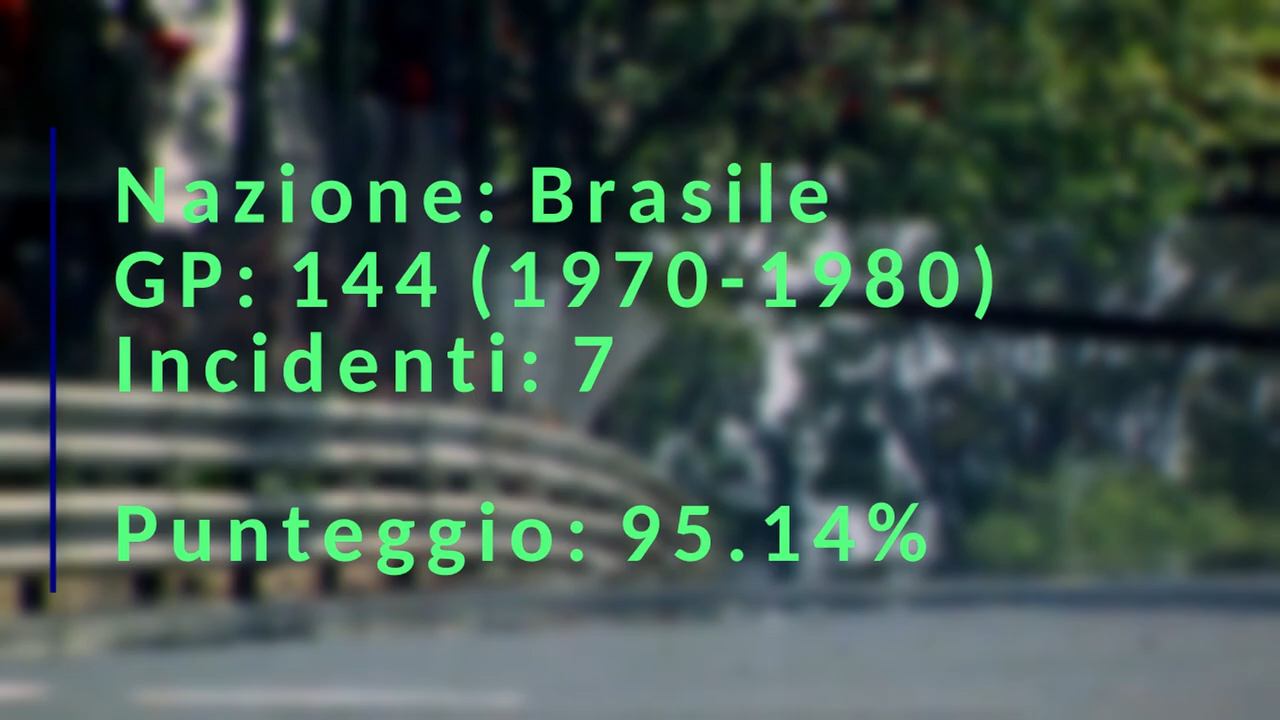 Nazione: Brasile
GP: 144 (1970-1980)
Incidenti: 7
Punteggio: 95.14%